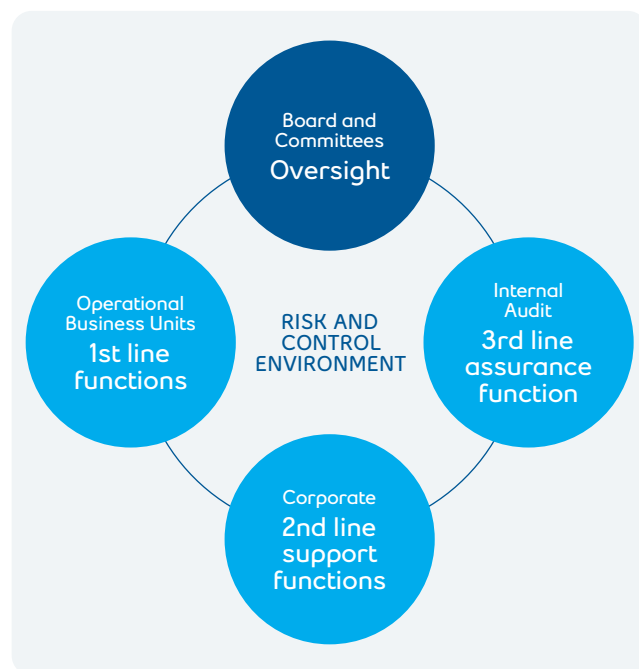 Board and
Committees
Oversight
Operational
Business Units
1st line
functions
RISK AND
CONTROL
ENVIRONMENT
Internal
Audit
3rd line
assurance
function
Corporate
2nd line
support
functions